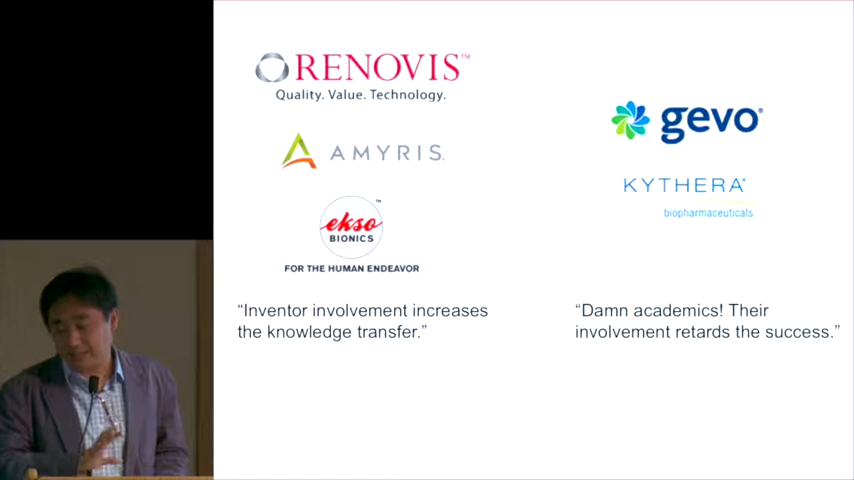 RENOVIS™
Quality. Value. Technology.
AMYRIS.
ekso™
BIONICS
FOR THE HUMAN ENDEAVOR
“Inventor involvement increases
the knowledge transfer.”
gevo®
KYTHERA®
biopharmaceuticals
“Damn academics! Their
involvement retards the success.”